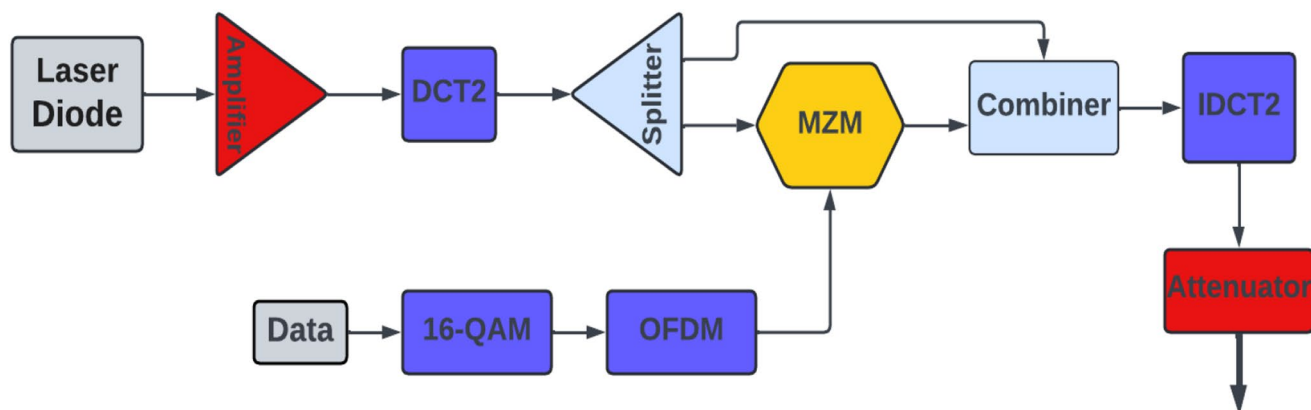 Laser
Diode
Amplifier
DCT2
Splitter
MZM
Combiner
IDCT2
Data
16-QAM
OFDM
Attenuator